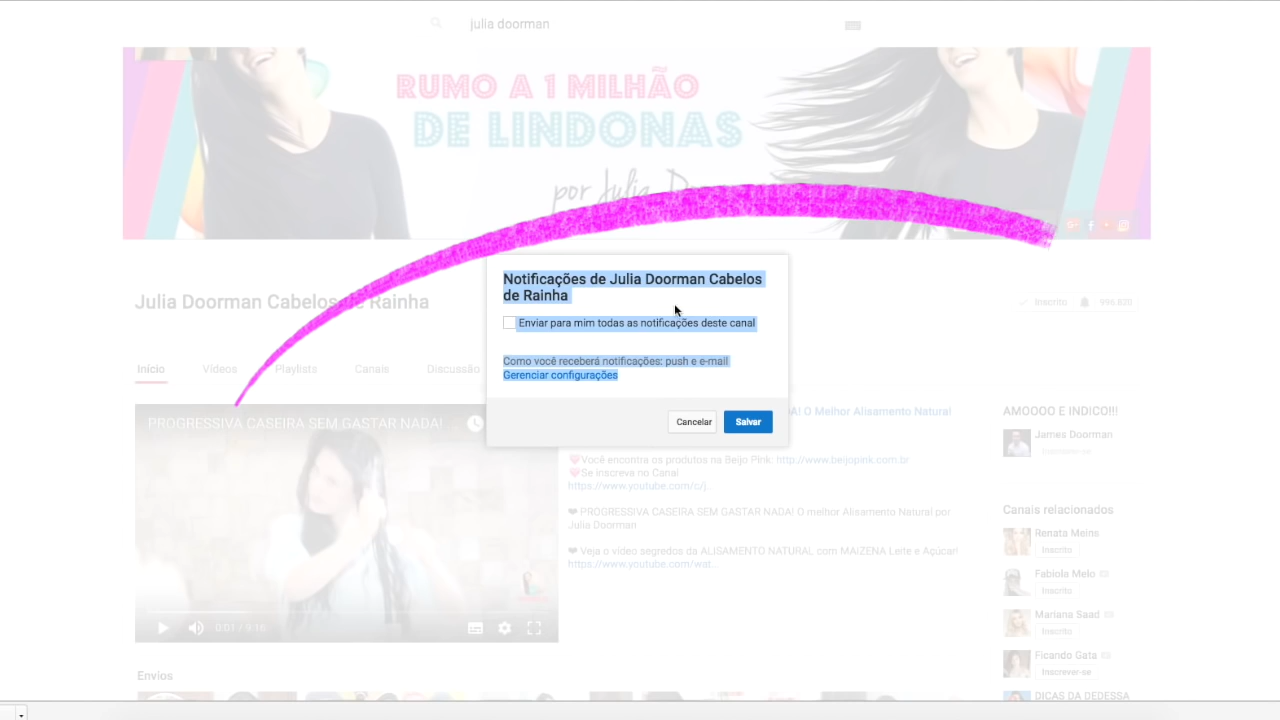 julia doorman
RUMO A 1 MILHÃO
DE LINDONAS
por Julia
Julia Doorman Cabelos de Rainha
Inscrito 996.820
Início Vídeos Playlists Canais Discussão
Notificações de Julia Doorman Cabelos
de Rainha
Enviar para mim todas as notificações deste canal
Como você receberá notificações: push e e-mail
Gerenciar configurações
Cancelar Salvar
PROGRESSIVA CASEIRA SEM GASTAR NADA!
0:01 / 9:16
O Melhor Alisamento Natural!
Você encontra os produtos na Beijo Pink: http://www.beijopink.com.br
Se inscreva no Canal
https://www.youtube.com/c/j...
PROGRESSIVA CASEIRA SEM GASTAR NADA! O melhor Alisamento Natural por
Julia Doorman
Veja o vídeo segredos da ALISAMENTO NATURAL com MAIZENA Leite e Açúcar!
https://www.youtube.com/wat...
AMOOOO E INDICO!!!
James Doorman
Inscrever-se
Canais relacionados
Renata Meins
Inscrito
Fabiola Melo
Inscrito
Mariana Saad
Inscrito
Ficando Gata
Inscrever-se
DICAS DA DEDESSA
Envios